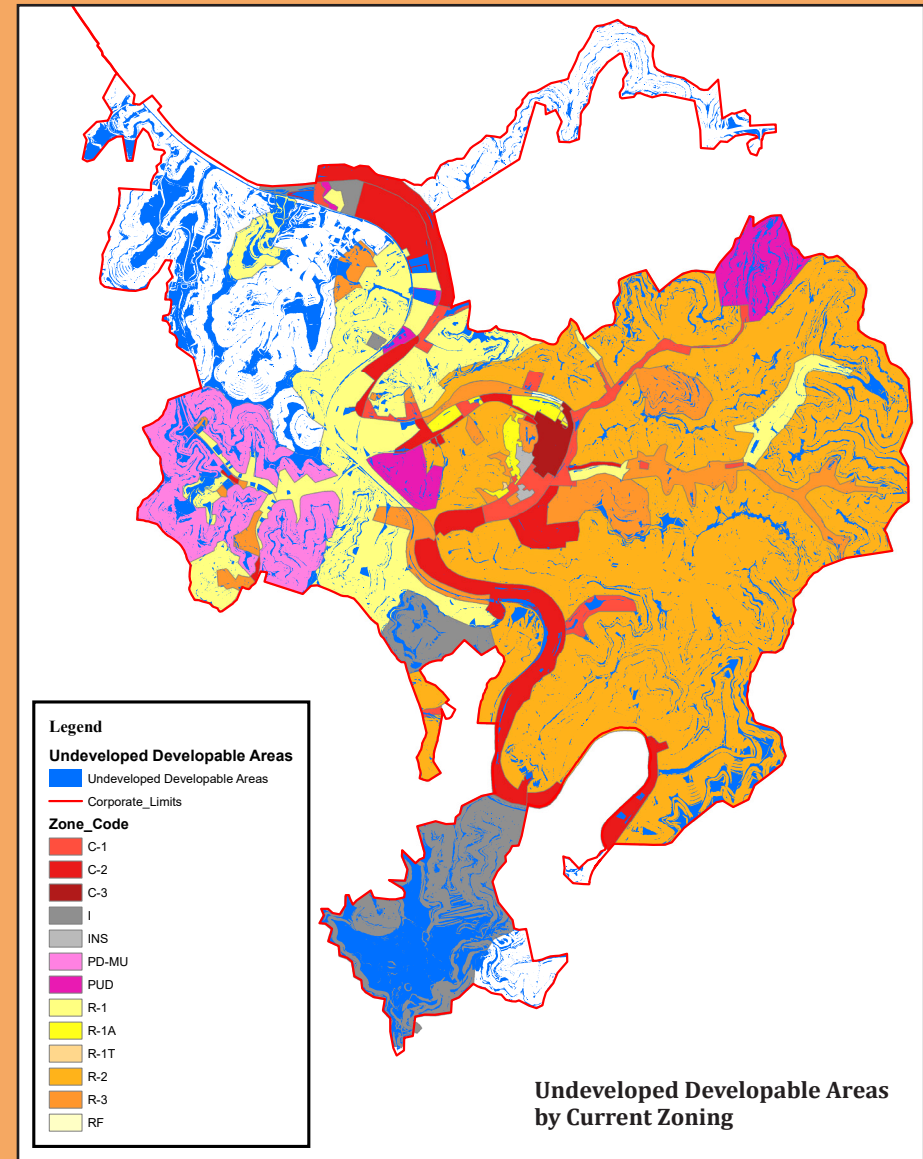 Legend
Undeveloped Developable Areas
Undeveloped Developable Areas
Corporate_Limits
Zone_Code
C-1
C-2
C-3
I
INS
PD-MU
PUD
R-1
R-1A
R-1T
R-2
R-3
RF
Undeveloped Developable Areas
by Current Zoning